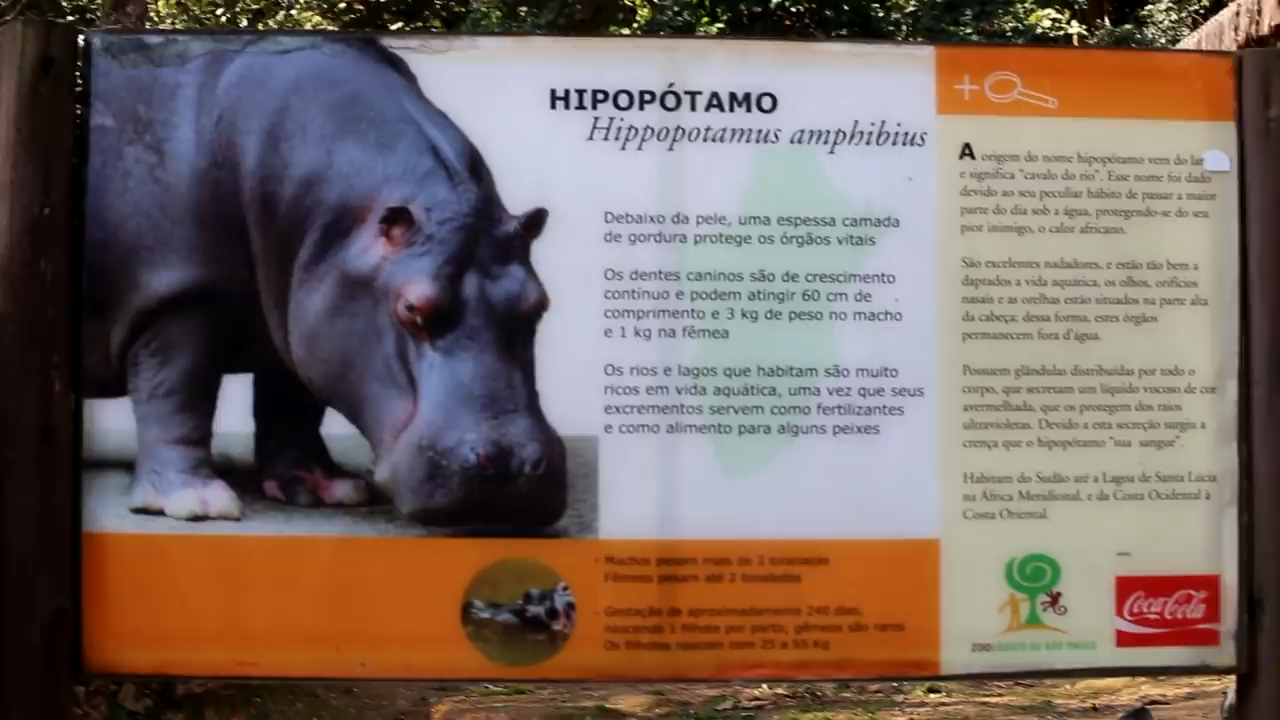 HIPOPÓTAMO
Hippopotamus amphibius
Debaixo da pele, uma espessa camada
de gordura protege os órgãos vitais
Os dentes caninos são de crescimento
contínuo e podem atingir 60 cm de
comprimento e 3 kg de peso no macho
e 1 kg na fêmea
Os rios e lagos que habitam são muito
ricos em vida aquática, uma vez que seus
excrementos servem como fertilizantes
e como alimento para alguns peixes
- Machos pesam mais de 3 toneladas
Fêmeas pesam até 2 toneladas
- Gestação de aproximadamente 240 dias,
nascendo 1 filhote por parto; gêmeos são raros
Os filhotes nascem com 25 a 55 kg
+
A origem do nome hipopótamo vem do
e significa "cavalo do rio". Esse nome foi dado
devido ao seu peculiar hábito de passar a maior
parte do dia sob a água, protegendo-se do seu
pior inimigo, o calor africano.
São excelentes nadadores, e estão tão bem a
daptados a vida aquática, os olhos, orifícios
nasais e as orelhas estão situados na parte alta
da cabeça; dessa forma, estes órgãos
permanecem fora d'água.
Possuem glândulas distribuídas por todo o
corpo, que secretam um líquido viscoso de cor
avermelhada, que os protegem dos raios
ultravioletas. Devido a esta secreção surgiu a
crença que o hipopótamo "sua sangue".
Habitam do Sudão até a Lagoa de Santa Lúcia
na África Meridional, e da Costa Ocidental à
Costa Oriental.
ZOOLÓGICO DE SÃO PAULO
Coca-Cola